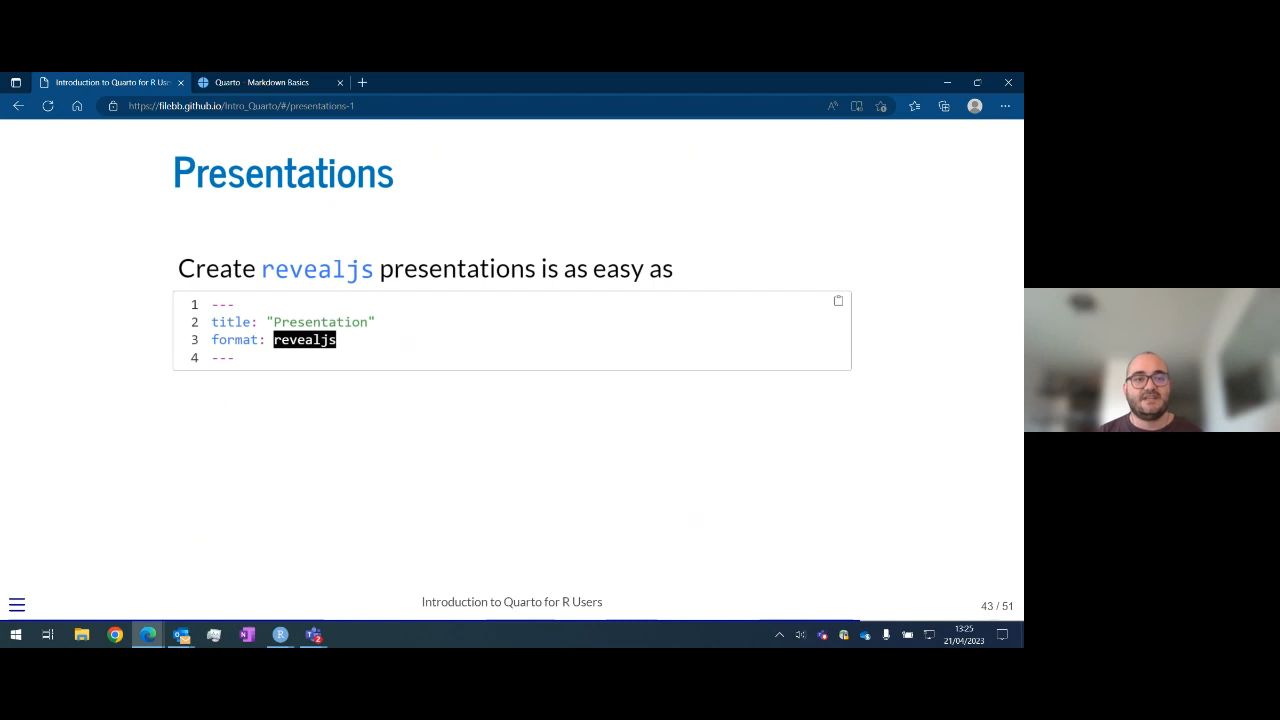 Introduction to Quarto for R Use
Quarto - Markdown Basics
https://filebb.github.io/Intro_Quarto/#/presentations-1
Presentations
Create revealjs presentations is as easy as
1 ---
2 title: "Presentation"
3 format: revealjs
4 ---
Introduction to Quarto for R Users
43 / 51
13:25
21/04/2023